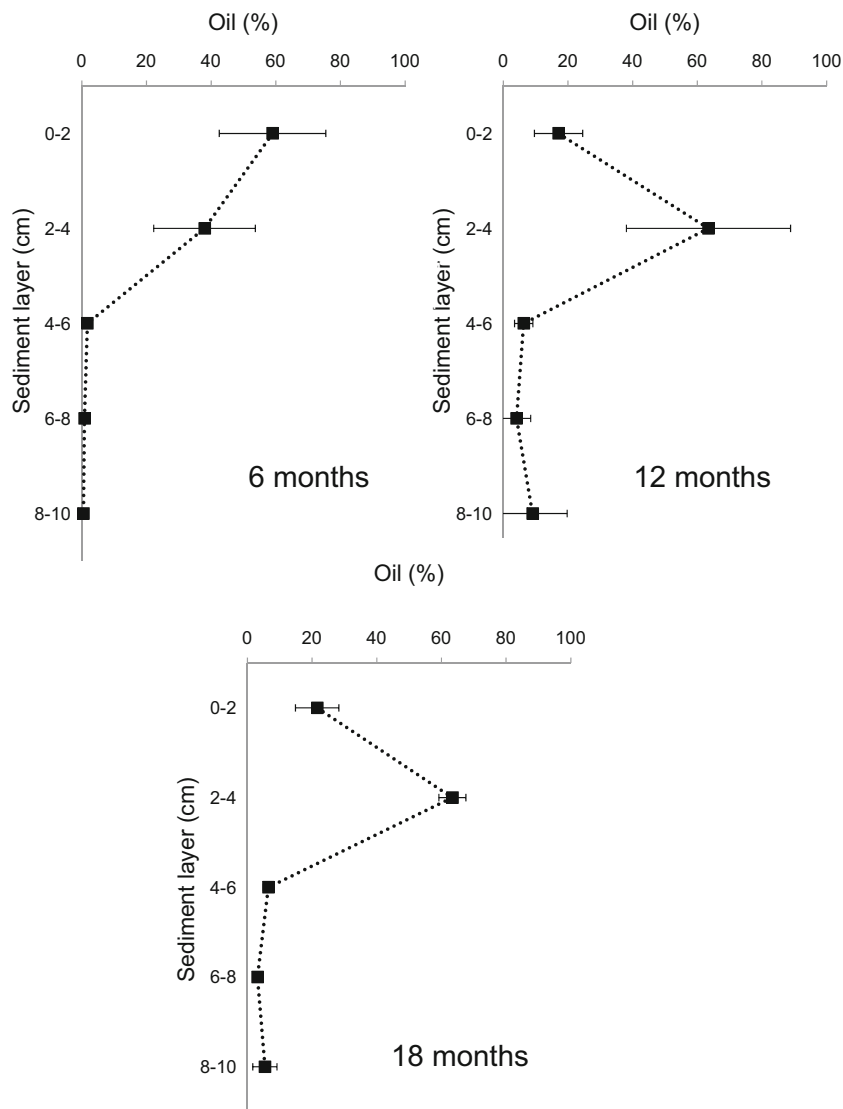 Oil (%)
0 20 40 60 80 100
Sediment layer (cm)
0-2
2-4
4-6
6-8
8-10
6 months
Oil (%)
0 20 40 60 80 100
Sediment layer (cm)
0-2
2-4
4-6
6-8
8-10
12 months
Oil (%)
0 20 40 60 80 100
Sediment layer (cm)
0-2
2-4
4-6
6-8
8-10
18 months